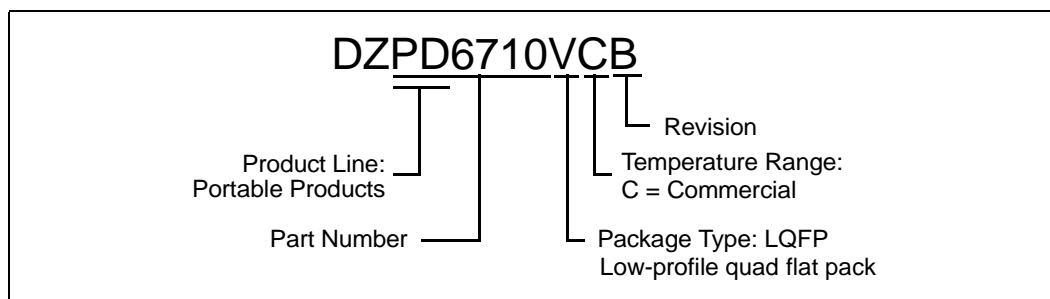 DZPD6710VCB
Revision
Product Line:
Portable Products
Temperature Range:
C = Commercial
Part Number
Package Type: LQFP
Low-profile quad flat pack